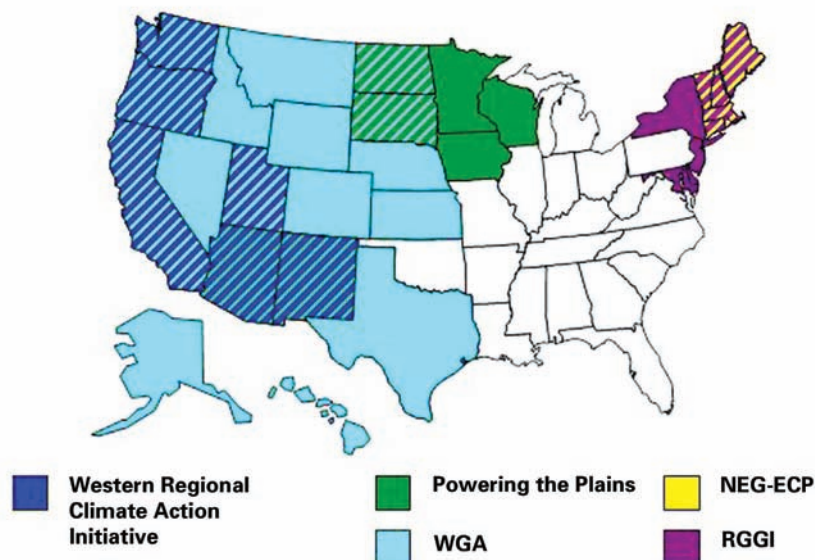 Western Regional
Climate Action
Initiative
Powering the Plains
WGA
NEG-ECP
RGGI